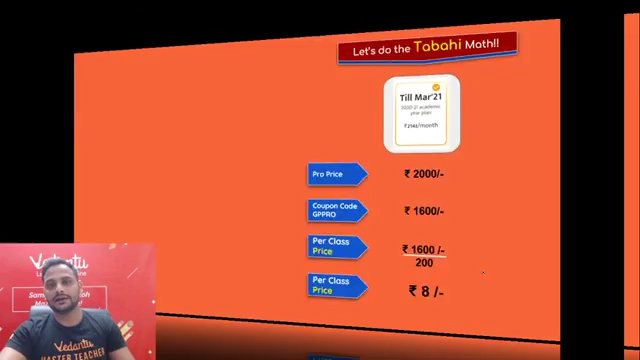 Let's do the Tabahi Math!!
Till Mar'21
2020-21 academic
year plan
₹2142/month
Pro Price
₹ 2000/-
Coupon Code
GPPRO
₹ 1600/-
Per Class
Price
₹ 1600 /-
200
Per Class
Price
₹ 8 /-
Vedantu
Vedantu
MASTER TEACHER